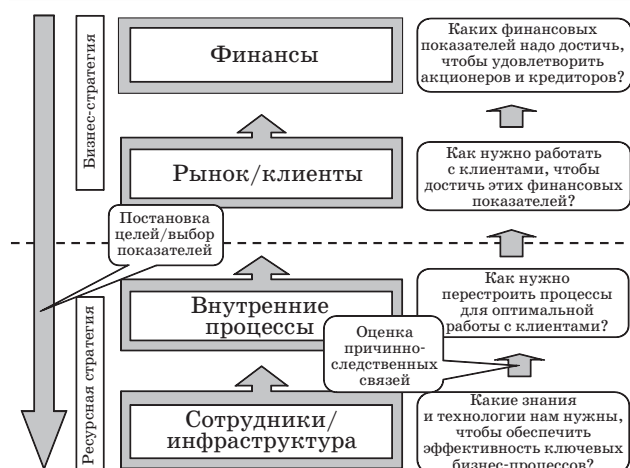 Бизнес-стратегия
Финансы
Каких финансовых
показателей надо достичь,
чтобы удовлетворить
акционеров и кредиторов?
Рынок/клиенты
Как нужно работать
с клиентами, чтобы
достичь этих финансовых
показателей?
Постановка
целей/выбор
показателей
Ресурсная стратегия
Внутренние
процессы
Как нужно
перестроить процессы
для оптимальной
работы с клиентами?
Оценка
причинно-
следственных
связей
Сотрудники/
инфраструктура
Какие знания
и технологии нам нужны,
чтобы обеспечить
эффективность ключевых
бизнес-процессов?